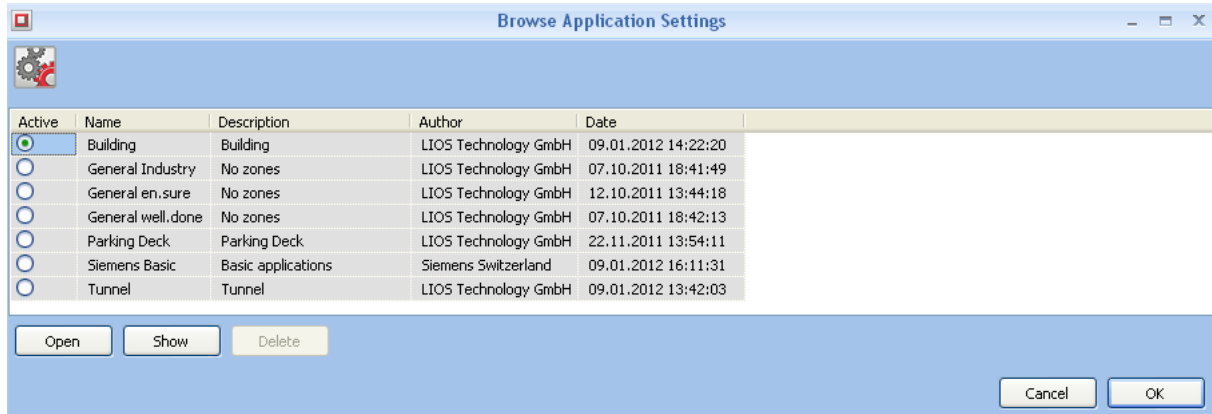 Browse Application Settings
Active Name Description Author Date
Building Building LIOS Technology GmbH 09.01.2012 14:22:20
General Industry No zones LIOS Technology GmbH 07.10.2011 18:41:49
General en.sure No zones LIOS Technology GmbH 12.10.2011 13:44:18
General well.done No zones LIOS Technology GmbH 07.10.2011 18:42:13
Parking Deck Parking Deck LIOS Technology GmbH 22.11.2011 13:54:11
Siemens Basic Basic applications Siemens Switzerland 09.01.2012 16:11:31
Tunnel Tunnel LIOS Technology GmbH 09.01.2012 13:42:03
Open Show Delete
Cancel OK